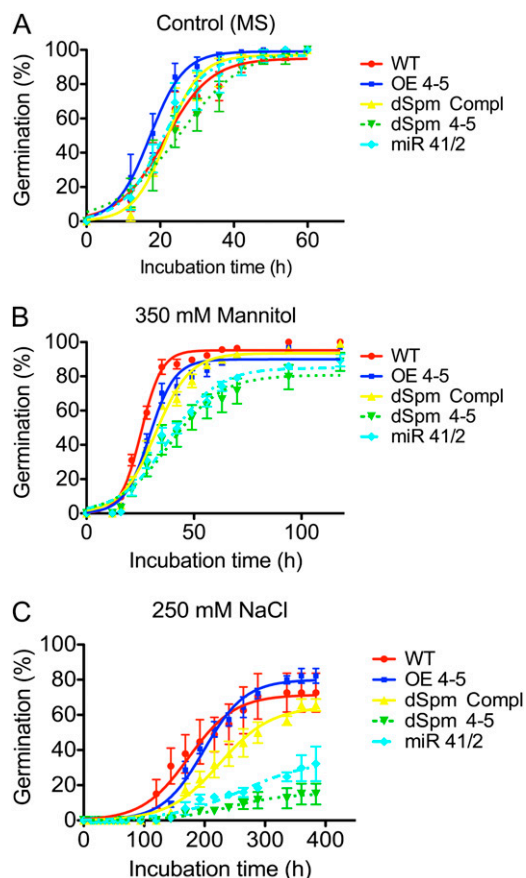 A
Control (MS)
Germination (%)
100
80
60
40
20
0
0 20 40 60
Incubation time (h)
WT
OE 4-5
dSpm Compl
dSpm 4-5
miR 41/2
B
350 mM Mannitol
Germination (%)
100
80
60
40
20
0
0 50 100
Incubation time (h)
WT
OE 4-5
dSpm Compl
dSpm 4-5
miR 41/2
C
250 mM NaCl
Germination (%)
100
80
60
40
20
0
0 100 200 300 400
Incubation time (h)
WT
OE 4-5
dSpm Compl
dSpm 4-5
miR 41/2